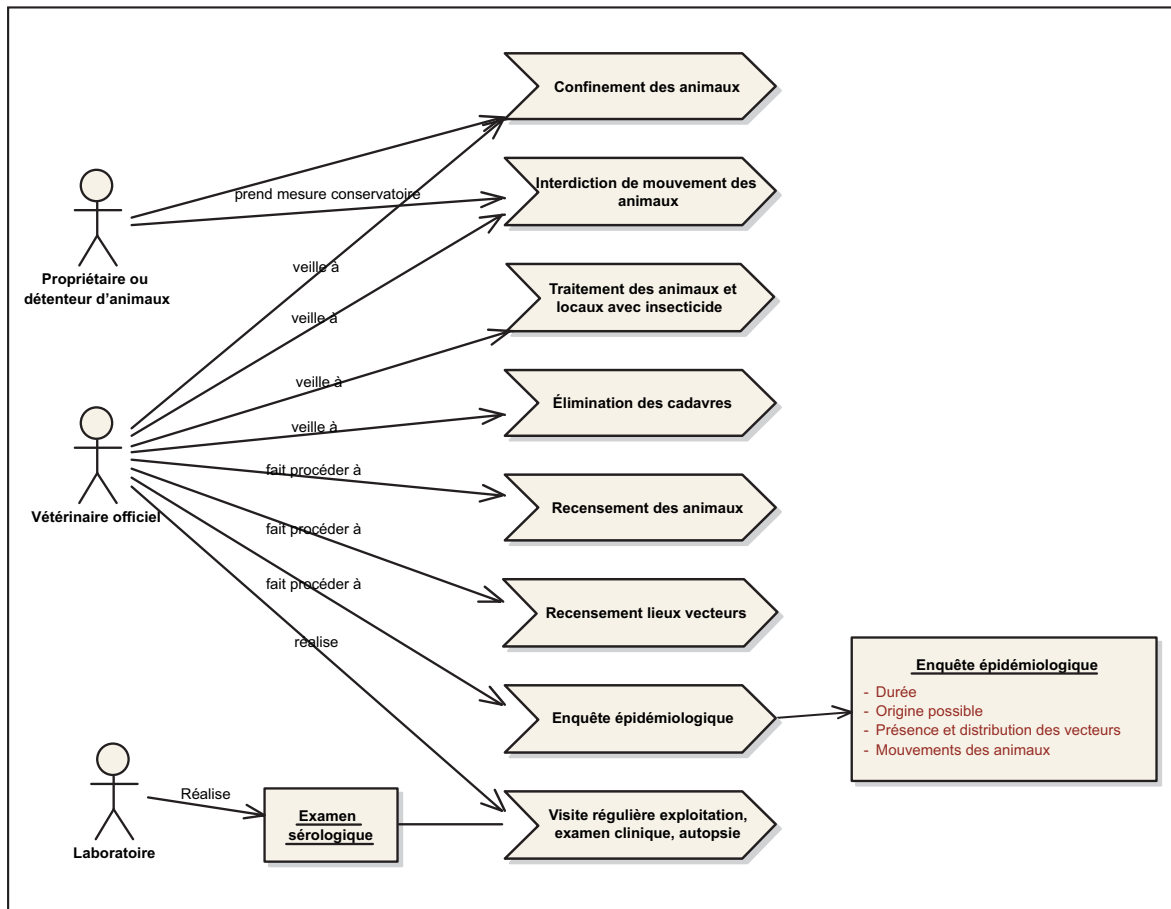 Confinement des animaux
Interdiction de mouvement des
animaux
prend mesure conservatoire
Propriétaire ou
détenteur d'animaux
veille à
Traitement des animaux et
locaux avec insecticide
veille à
veille à
Élimination des cadavres
veille à
fait procéder à
Recensement des animaux
Vétérinaire officiel
fait procéder à
fait procéder à
Recensement lieux vecteurs
réalise
Enquête épidémiologique
Enquête épidémiologique
- Durée
- Origine possible
- Présence et distribution des vecteurs
- Mouvements des animaux
Réalise
Laboratoire
Examen
sérologique
Visite régulière exploitation,
examen clinique, autopsie